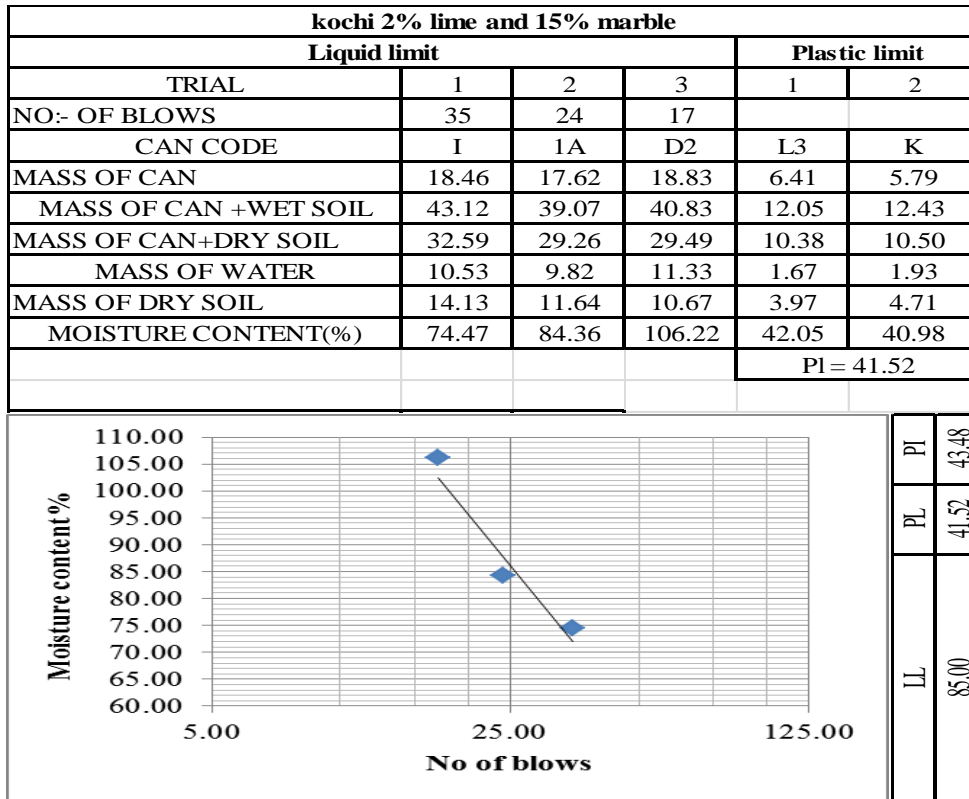 kochi 2% lime and 15% marble
Liquid limit Plastic limit
TRIAL 1 2 3 1 2
NO:- OF BLOWS 35 24 17
CAN CODE I 1A D2 L3 K
MASS OF CAN 18.46 17.62 18.83 6.41 5.79
MASS OF CAN +WET SOIL 43.12 39.07 40.83 12.05 12.43
MASS OF CAN+DRY SOIL 32.59 29.26 29.49 10.38 10.50
MASS OF WATER 10.53 9.82 11.33 1.67 1.93
MASS OF DRY SOIL 14.13 11.64 10.67 3.97 4.71
MOISTURE CONTENT(%) 74.47 84.36 106.22 42.05 40.98
Pl = 41.52
Moisture content %
110.00
105.00
100.00
95.00
90.00
85.00
80.00
75.00
70.00
65.00
60.00
5.00 25.00 125.00
No of blows
PI 43.48
PL 41.52
LL 85.00